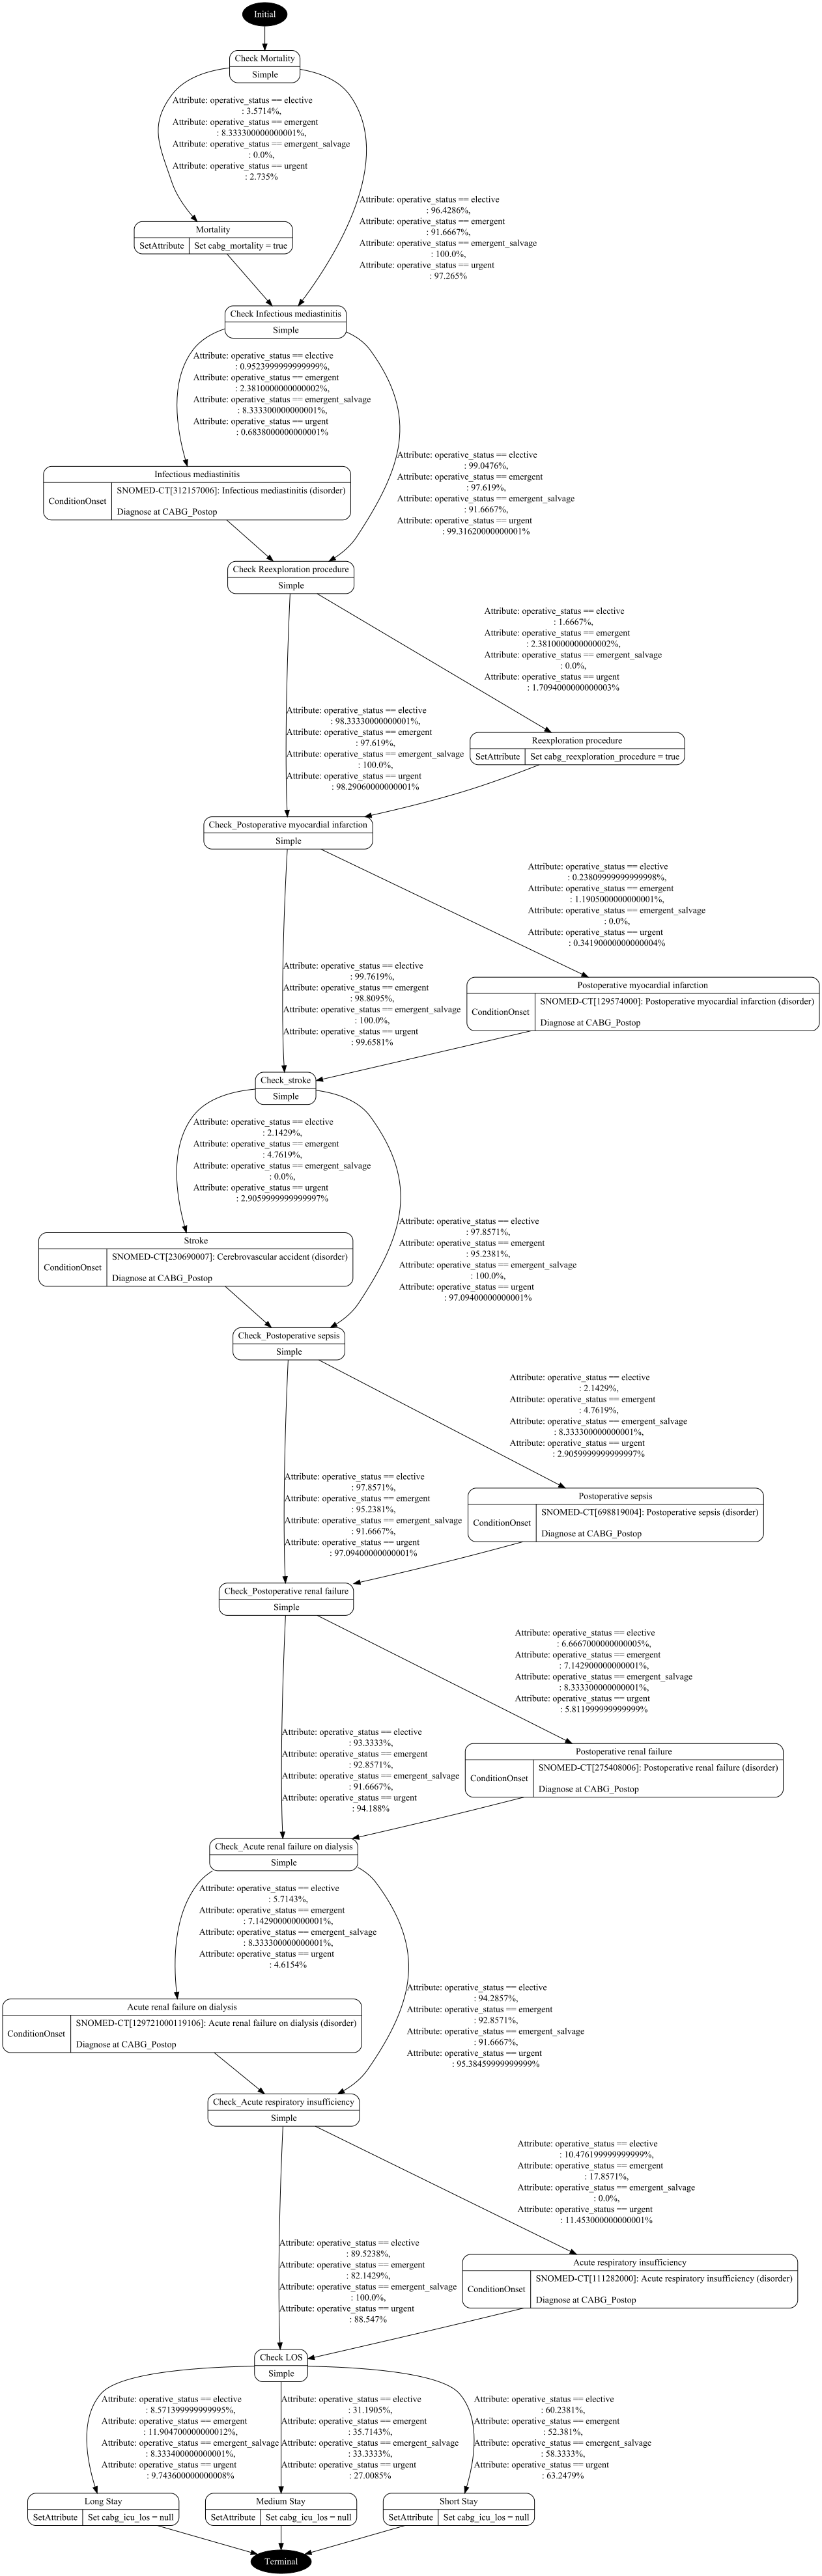 Initial
Check Mortality
Simple
Attribute: operative_status == elective
: 3.5714%,
Attribute: operative_status == emergent
: 8.333300000000001%,
Attribute: operative_status == emergent_salvage
: 0.0%,
Attribute: operative_status == urgent
: 2.735%
Attribute: operative_status == elective
: 96.4286%,
Attribute: operative_status == emergent
: 91.6667%,
Attribute: operative_status == emergent_salvage
: 100.0%,
Attribute: operative_status == urgent
: 97.265%
Mortality
SetAttribute Set cabg_mortality = true
Check Infectious mediastinitis
Simple
Attribute: operative_status == elective
: 0.9523999999999999%,
Attribute: operative_status == emergent
: 2.3810000000000002%,
Attribute: operative_status == emergent_salvage
: 8.333300000000001%,
Attribute: operative_status == urgent
: 0.6838000000000001%
Attribute: operative_status == elective
: 99.0476%,
Attribute: operative_status == emergent
: 97.619%,
Attribute: operative_status == emergent_salvage
: 91.6667%,
Attribute: operative_status == urgent
: 99.31620000000001%
Infectious mediastinitis
ConditionOnset
SNOMED-CT[312157006]: Infectious mediastinitis (disorder)
Diagnose at CABG_Postop
Check Reexploration procedure
Simple
Attribute: operative_status == elective
: 1.6667%,
Attribute: operative_status == emergent
: 2.3810000000000002%,
Attribute: operative_status == emergent_salvage
: 0.0%,
Attribute: operative_status == urgent
: 1.7094000000000003%
Attribute: operative_status == elective
: 98.33330000000001%,
Attribute: operative_status == emergent
: 97.619%,
Attribute: operative_status == emergent_salvage
: 100.0%,
Attribute: operative_status == urgent
: 98.29060000000001%
Reexploration procedure
SetAttribute Set cabg_reexploration_procedure = true
Check_Postoperative myocardial infarction
Simple
Attribute: operative_status == elective
: 0.23809999999999998%,
Attribute: operative_status == emergent
: 1.1905000000000001%,
Attribute: operative_status == emergent_salvage
: 0.0%,
Attribute: operative_status == urgent
: 0.34190000000000004%
Attribute: operative_status == elective
: 99.7619%,
Attribute: operative_status == emergent
: 98.8095%,
Attribute: operative_status == emergent_salvage
: 100.0%,
Attribute: operative_status == urgent
: 99.6581%
Postoperative myocardial infarction
ConditionOnset
SNOMED-CT[129574000]: Postoperative myocardial infarction (disorder)
Diagnose at CABG_Postop
Check_stroke
Simple
Attribute: operative_status == elective
: 2.1429%,
Attribute: operative_status == emergent
: 4.7619%,
Attribute: operative_status == emergent_salvage
: 0.0%,
Attribute: operative_status == urgent
: 2.9059999999999997%
Attribute: operative_status == elective
: 97.8571%,
Attribute: operative_status == emergent
: 95.2381%,
Attribute: operative_status == emergent_salvage
: 100.0%,
Attribute: operative_status == urgent
: 97.09400000000001%
Stroke
ConditionOnset
SNOMED-CT[230690007]: Cerebrovascular accident (disorder)
Diagnose at CABG_Postop
Check_Postoperative sepsis
Simple
Attribute: operative_status == elective
: 2.1429%,
Attribute: operative_status == emergent
: 4.7619%,
Attribute: operative_status == emergent_salvage
: 8.333300000000001%,
Attribute: operative_status == urgent
: 2.9059999999999997%
Attribute: operative_status == elective
: 97.8571%,
Attribute: operative_status == emergent
: 95.2381%,
Attribute: operative_status == emergent_salvage
: 91.6667%,
Attribute: operative_status == urgent
: 97.09400000000001%
Postoperative sepsis
ConditionOnset
SNOMED-CT[698819004]: Postoperative sepsis (disorder)
Diagnose at CABG_Postop
Check_Postoperative renal failure
Simple
Attribute: operative_status == elective
: 6.6667000000000005%,
Attribute: operative_status == emergent
: 7.142900000000001%,
Attribute: operative_status == emergent_salvage
: 8.333300000000001%,
Attribute: operative_status == urgent
: 5.811999999999999%
Attribute: operative_status == elective
: 93.3333%,
Attribute: operative_status == emergent
: 92.8571%,
Attribute: operative_status == emergent_salvage
: 91.6667%,
Attribute: operative_status == urgent
: 94.188%
Postoperative renal failure
ConditionOnset
SNOMED-CT[275408006]: Postoperative renal failure (disorder)
Diagnose at CABG_Postop
Check_Acute renal failure on dialysis
Simple
Attribute: operative_status == elective
: 5.7143%,
Attribute: operative_status == emergent
: 7.142900000000001%,
Attribute: operative_status == emergent_salvage
: 8.333300000000001%,
Attribute: operative_status == urgent
: 4.6154%
Attribute: operative_status == elective
: 94.2857%,
Attribute: operative_status == emergent
: 92.8571%,
Attribute: operative_status == emergent_salvage
: 91.6667%,
Attribute: operative_status == urgent
: 95.38459999999999%
Acute renal failure on dialysis
ConditionOnset
SNOMED-CT[129721000119106]: Acute renal failure on dialysis (disorder)
Diagnose at CABG_Postop
Check_Acute respiratory insufficiency
Simple
Attribute: operative_status == elective
: 10.476199999999999%,
Attribute: operative_status == emergent
: 17.8571%,
Attribute: operative_status == emergent_salvage
: 0.0%,
Attribute: operative_status == urgent
: 11.453000000000001%
Attribute: operative_status == elective
: 89.5238%,
Attribute: operative_status == emergent
: 82.1429%,
Attribute: operative_status == emergent_salvage
: 100.0%,
Attribute: operative_status == urgent
: 88.547%
Acute respiratory insufficiency
ConditionOnset
SNOMED-CT[111282000]: Acute respiratory insufficiency (disorder)
Diagnose at CABG_Postop
Check LOS
Simple
Attribute: operative_status == elective
: 8.571399999999995%,
Attribute: operative_status == emergent
: 11.904700000000012%,
Attribute: operative_status == emergent_salvage
: 8.333400000000001%,
Attribute: operative_status == urgent
: 9.743600000000008%
Attribute: operative_status == elective
: 31.1905%,
Attribute: operative_status == emergent
: 35.7143%,
Attribute: operative_status == emergent_salvage
: 33.3333%,
Attribute: operative_status == urgent
: 27.0085%
Attribute: operative_status == elective
: 60.2381%,
Attribute: operative_status == emergent
: 52.381%,
Attribute: operative_status == emergent_salvage
: 58.3333%,
Attribute: operative_status == urgent
: 63.2479%
Long Stay
SetAttribute Set cabg_icu_los = null
Medium Stay
SetAttribute Set cabg_icu_los = null
Short Stay
SetAttribute Set cabg_icu_los = null
Terminal